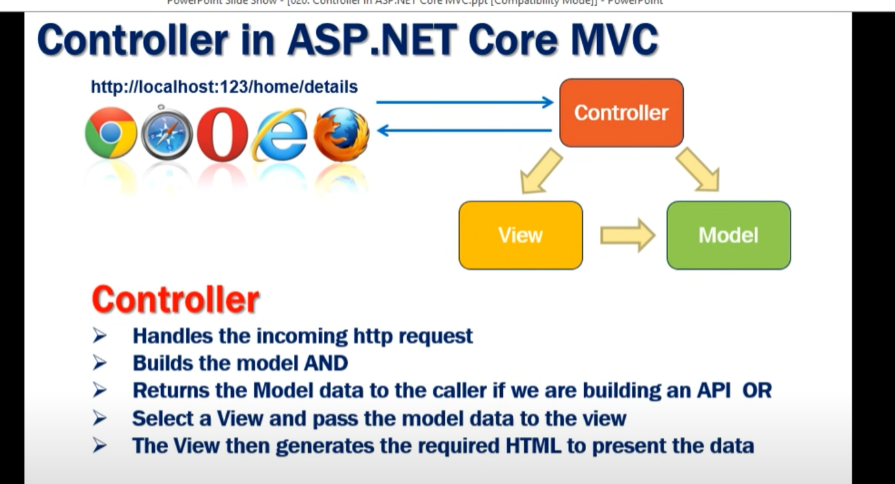 PowerPoint Slide Show - [020. Controller in ASP.NET Core MVC.ppt [Compatibility Mode]] - PowerPoint
Controller in ASP.NET Core MVC
http://localhost:123/home/details
Controller
View
Model
Controller
➢ Handles the incoming http request
➢ Builds the model AND
➢ Returns the Model data to the caller if we are building an API OR
➢ Select a View and pass the model data to the view
➢ The View then generates the required HTML to present the data